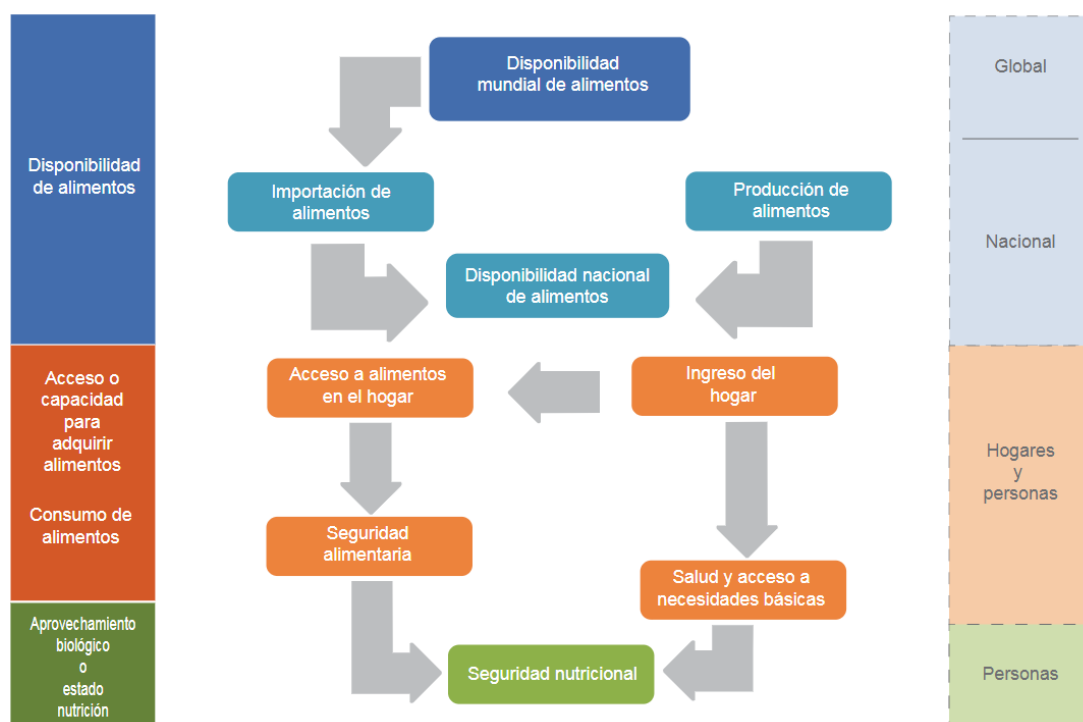 Disponibilidad
de alimentos
Acceso o
capacidad
para
adquirir
alimentos
Consumo de
alimentos
Aprovechamiento
biológico
o
estado
nutrición
Disponibilidad
mundial de alimentos
Importación de
alimentos
Producción de
alimentos
Disponibilidad nacional
de alimentos
Acceso a alimentos
en el hogar
Ingreso del
hogar
Seguridad
alimentaria
Salud y acceso a
necesidades básicas
Seguridad nutricional
Global
Nacional
Hogares
y
personas
Personas